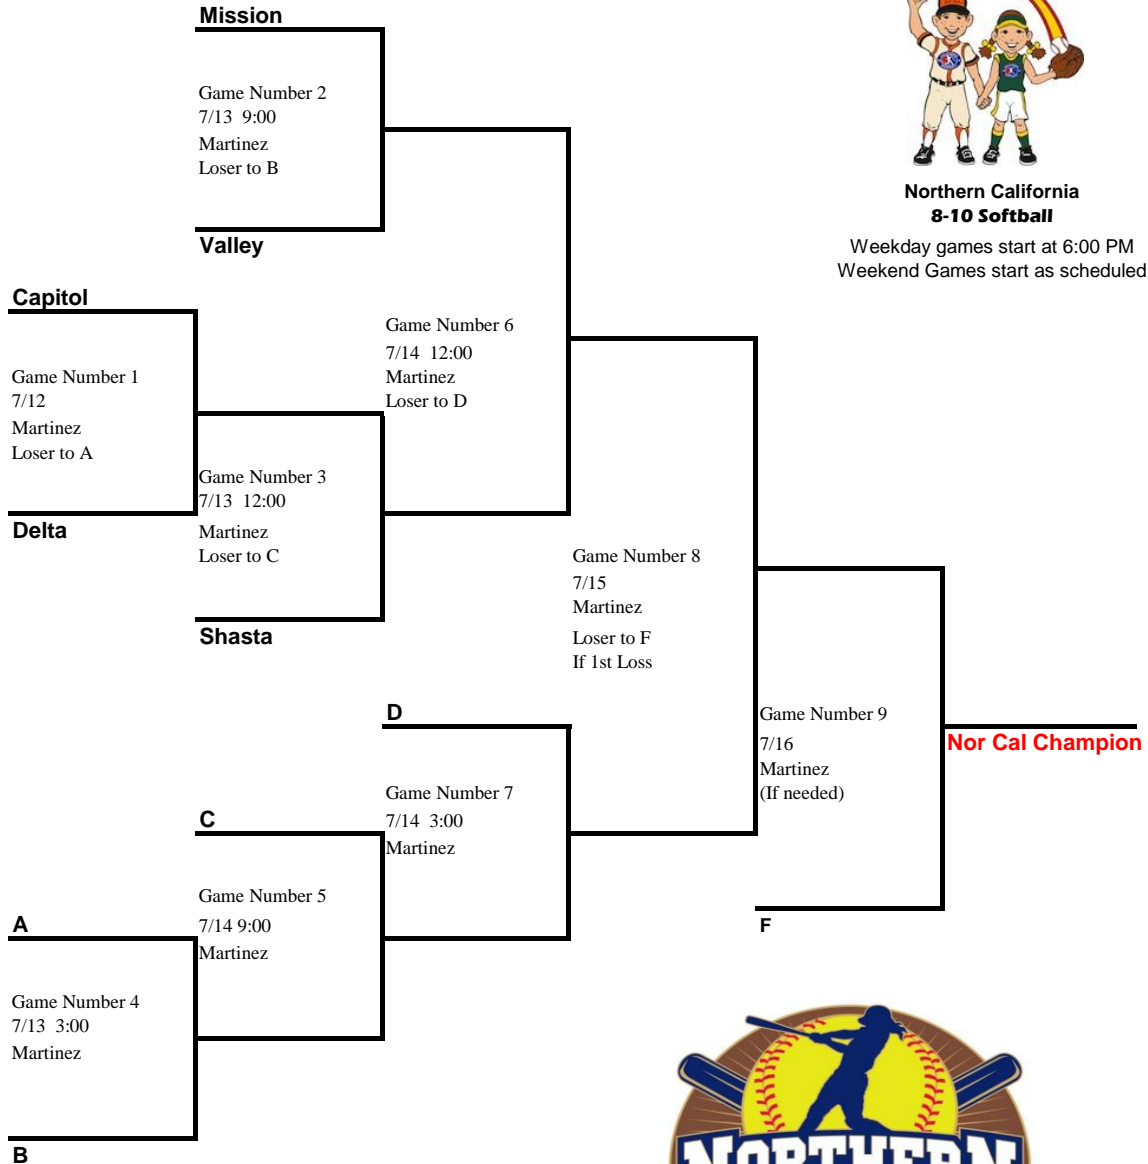 Mission
Game Number 2
7/13 9:00
Martinez
Loser to B
Valley
Northern California
8-10 Softball
Weekday games start at 6:00 PM
Weekend Games start as scheduled
Capitol
Game Number 1
7/12
Martinez
Loser to A
Delta
Game Number 6
7/14 12:00
Martinez
Loser to D
Game Number 3
7/13 12:00
Martinez
Loser to C
Shasta
Game Number 8
7/15
Martinez
Loser to F
If 1st Loss
D
Game Number 7
7/14 3:00
Martinez
Game Number 9
7/16
Martinez
(If needed)
Nor Cal Champion
C
Game Number 5
7/14 9:00
Martinez
F
A
Game Number 4
7/13 3:00
Martinez
B
NORTHERN